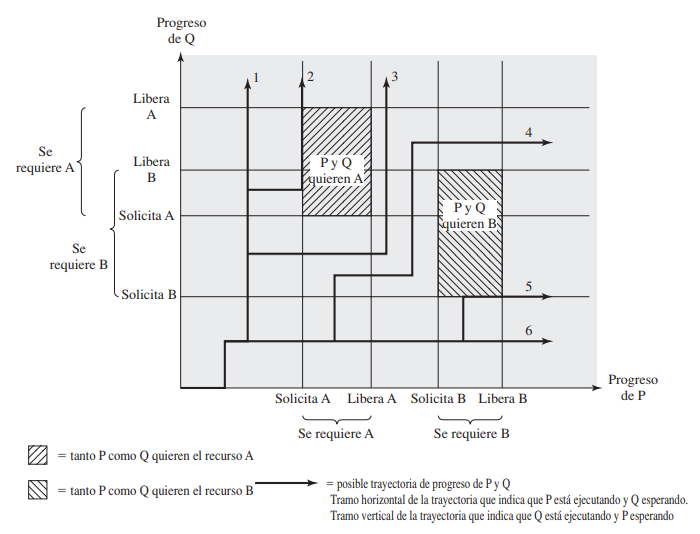 Progreso
de Q
1
2
3
Libera
A
Se
requiere A
4
Libera
B
P y Q
quieren A
P y Q
quieren B
Solicita A
Se
requiere B
Solicita B
5
6
Progreso
de P
Solicita A
Libera A
Solicita B
Libera B
Se requiere A
Se requiere B
= tanto P como Q quieren el recurso A
= tanto P como Q quieren el recurso B
= posible trayectoria de progreso de P y Q
Tramo horizontal de la trayectoria que indica que P está ejecutando y Q esperando.
Tramo vertical de la trayectoria que indica que Q está ejecutando y P esperando